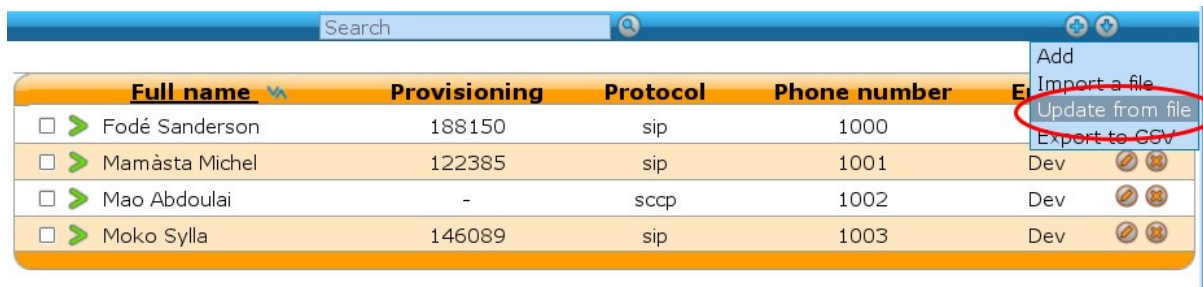 Search
Add
Import a file
Update from file
Export to CSV
Full name Provisioning Protocol Phone number
Fodé Sanderson 188150 sip 1000
Mamàsta Michel 122385 sip 1001 Dev
Mao Abdoulai - sccp 1002 Dev
Moko Sylla 146089 sip 1003 Dev